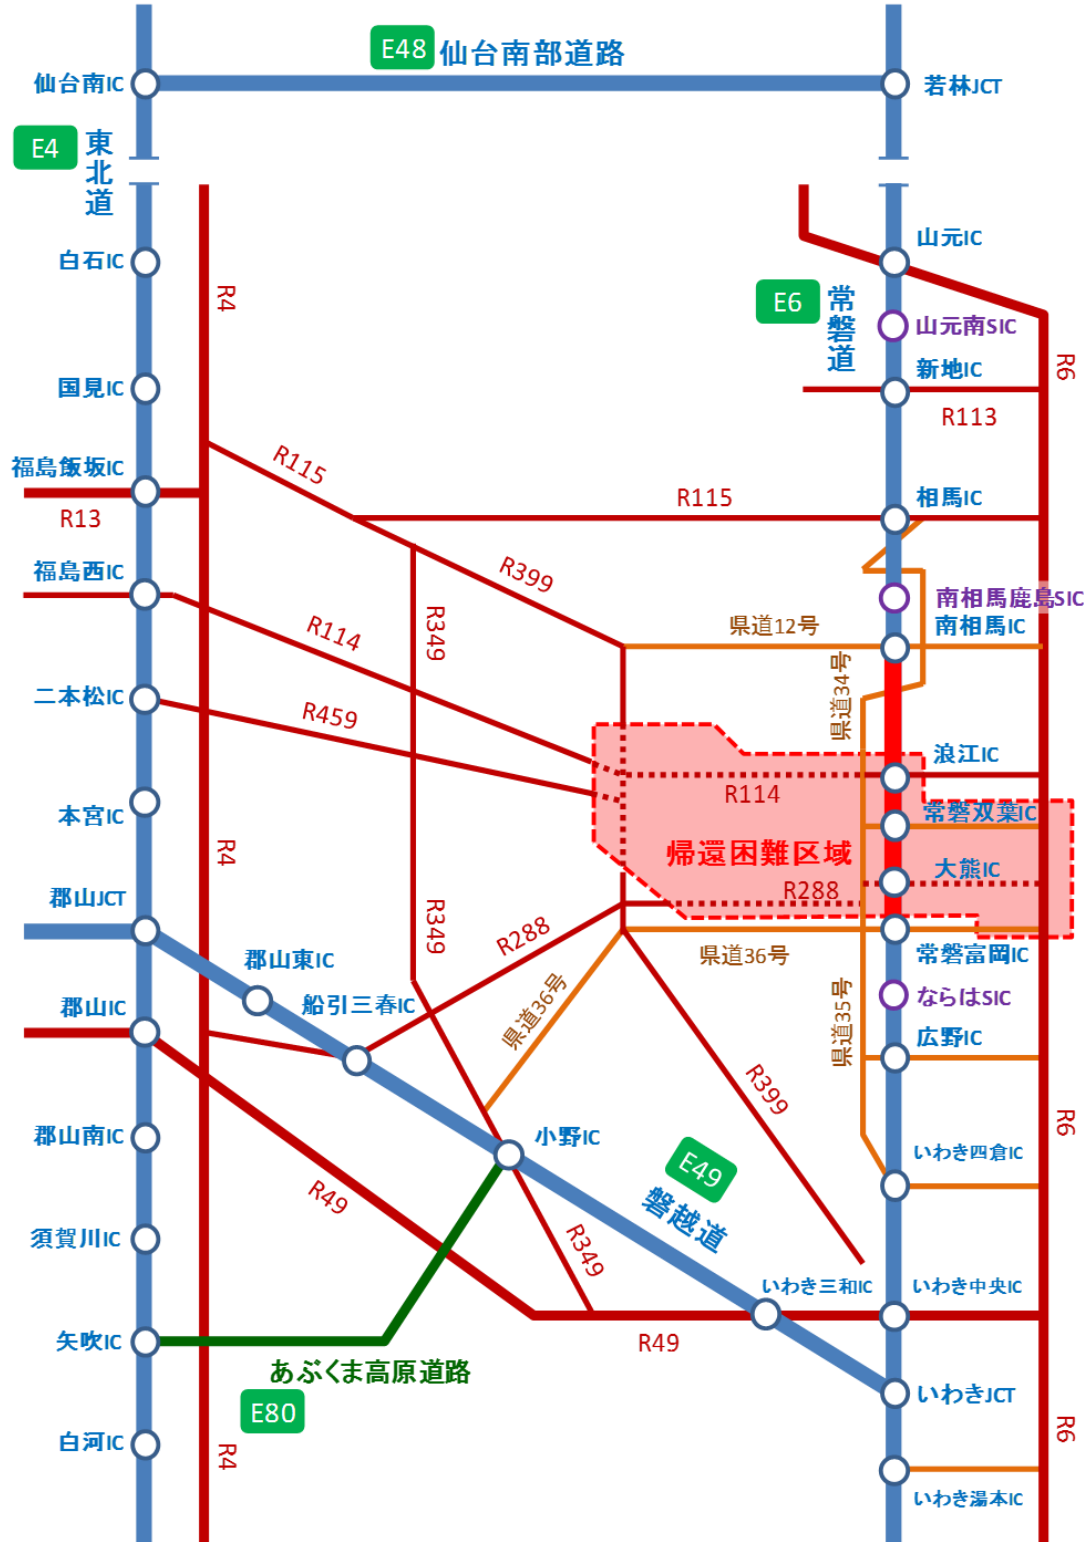 E48 仙台南部道路
仙台南IC
若林JCT
E4
東北道
白石IC
R4
山元IC
E6
常磐道
山元南SIC
国見IC
新地IC
R6
R113
福島飯坂IC
R115
R115
相馬IC
R13
福島西IC
R399
R114
R349
南相馬鹿島SIC
県道12号
南相馬IC
二本松IC
R459
県道34号
浪江IC
R114
本宮IC
常磐双葉IC
R4
帰還困難区域
大熊IC
郡山JCT
R288
R349
R288
郡山東IC
県道36号
常磐富岡IC
郡山IC
船引三春IC
県道36号
ならはSIC
県道35号
広野IC
R399
R6
郡山南IC
小野IC
E49
磐越道
いわき四倉IC
R49
須賀川IC
R349
いわき三和IC
いわき中央IC
矢吹IC
R49
あぶくま高原道路
E80
いわきJCT
白河IC
R4
R6
いわき湯本IC